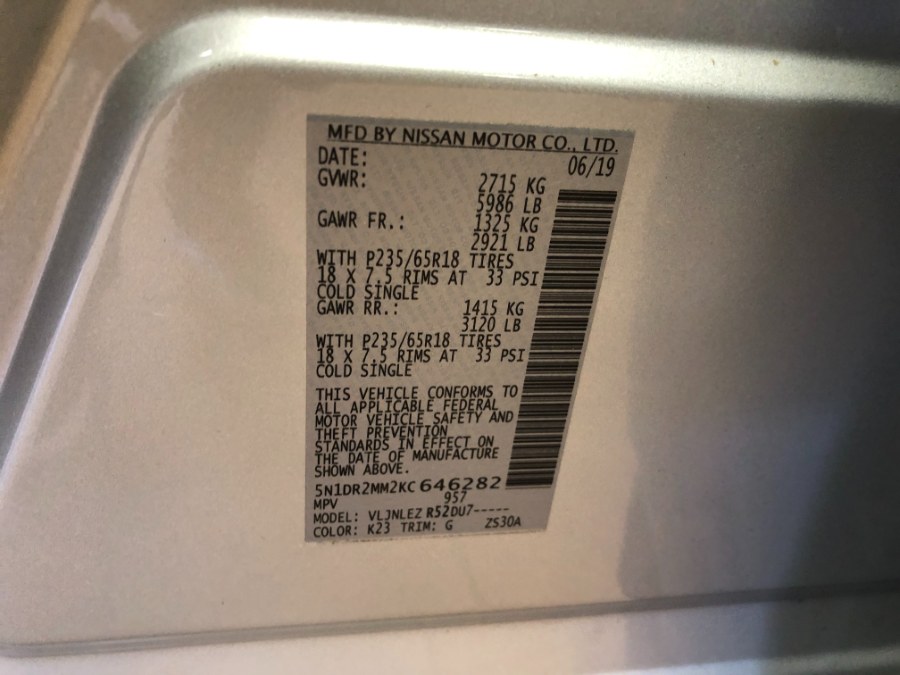 MFD BY NISSAN MOTOR CO., LTD.
DATE: 06/19
GVWR: 2715 KG
5986 LB
GAWR FR.: 1325 KG
2921 LB
WITH P235/65R18 TIRES
18 X 7.5 RIMS AT 33 PSI
COLD SINGLE
GAWR RR.: 1415 KG
3120 LB
WITH P235/65R18 TIRES
18 X 7.5 RIMS AT 33 PSI
COLD SINGLE
THIS VEHICLE CONFORMS TO
ALL APPLICABLE FEDERAL
MOTOR VEHICLE SAFETY AND
THEFT PREVENTION
STANDARDS IN EFFECT ON
THE DATE OF MANUFACTURE
SHOWN ABOVE.
5N1DR2MM2KC646282
MPV 957
MODEL: VLJNLEZ R52DU7-----
COLOR: K23 TRIM: G ZS30A